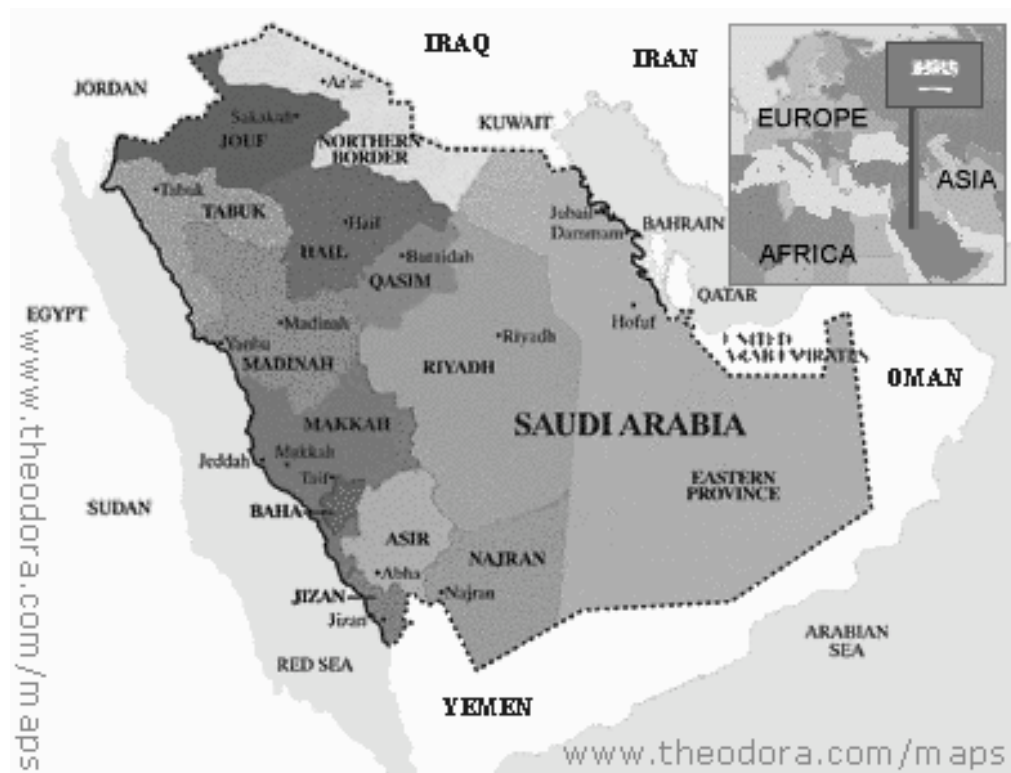 IRAQ
IRAN
JORDAN
Ar'ar
EUROPE
Sakakah
KUWAIT
JOUF
NORTHERN
BORDER
ASIA
Tabuk
TABUK
Jubail
Dammam
BAHRAIN
Hail
HAIL
Buraidah
AFRICA
QASIM
QATAR
EGYPT
Madinah
Hofuf
Yanbu
Riyadh
UNITED
ARAB EMIRATES
MADINAH
RIYADH
OMAN
MAKKAH
SAUDI ARABIA
Makkah
Jeddah
Taif
EASTERN
PROVINCE
SUDAN
BAHA
ASIR
NAJRAN
Abha
JIZAN
Najran
Jizan
ARABIAN
SEA
RED SEA
YEMEN
www.theodora.com/maps
www.theodora.com/maps